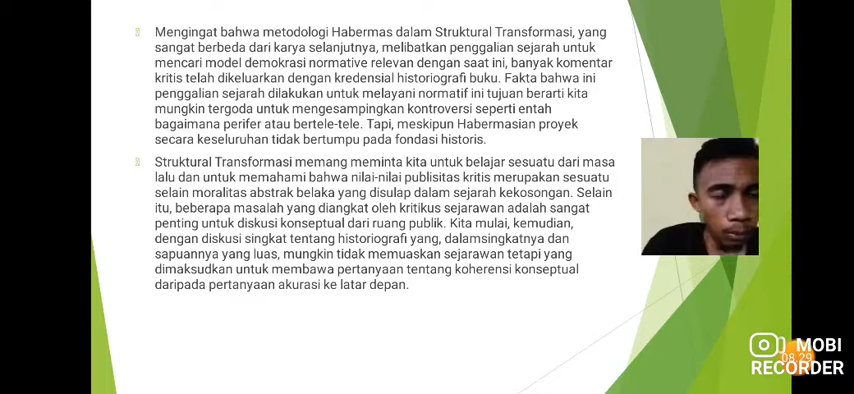 Mengingat bahwa metodologi Habermas dalam Struktural Transformasi, yang
sangat berbeda dari karya selanjutnya, melibatkan penggalian sejarah untuk
mencari model demokrasi normative relevan dengan saat ini, banyak komentar
kritis telah dikeluarkan dengan kredensial historiografi buku. Fakta bahwa ini
penggalian sejarah dilakukan untuk melayani normatif ini tujuan berarti kita
mungkin tergoda untuk mengesampingkan kontroversi seperti entah
bagaimana perifer atau bertele-tele. Tapi, meskipun Habermasian proyek
secara keseluruhan tidak bertumpu pada fondasi historis.
Struktural Transformasi memang meminta kita untuk belajar sesuatu dari masa
lalu dan untuk memahami bahwa nilai-nilai publisitas kritis merupakan sesuatu
selain moralitas abstrak belaka yang disulap dalam sejarah kekosongan. Selain
itu, beberapa masalah yang diangkat oleh kritikus sejarawan adalah sangat
penting untuk diskusi konseptual dari ruang publik. Kita mulai, kemudian,
dengan diskusi singkat tentang historiografi yang, dalamsingkatnya dan
sapuannya yang luas, mungkin tidak memuaskan sejarawan tetapi yang
dimaksudkan untuk membawa pertanyaan tentang koherensi konseptual
daripada pertanyaan akurasi ke latar depan.
MOBI
08:29
RECORDER